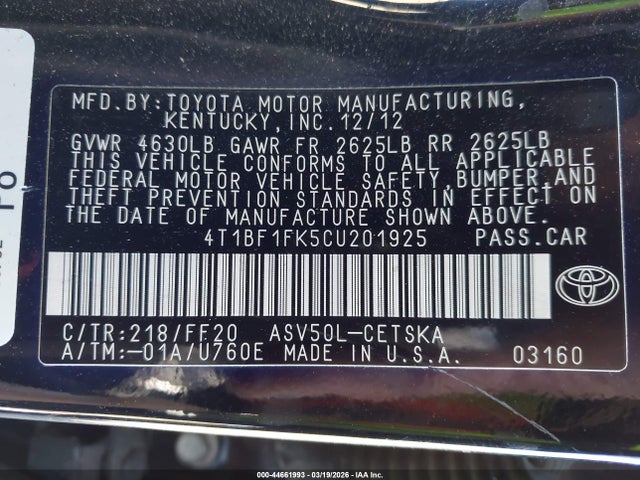 MFD.BY:TOYOTA MOTOR MANUFACTURING,
KENTUCKY,INC.12/12
GVWR 4630LB GAWR FR 2625LB RR 2625LB
THIS VEHICLE CONFORMS TO ALL APPLICABLE
FEDERAL MOTOR VEHICLE SAFETY,BUMPER,AND
THEFT PREVENTION STANDARDS IN EFFECT ON
THE DATE OF MANUFACTURE SHOWN ABOVE.
4T1BF1FK5CU201925 PASS.CAR
C/TR:218/FF20 ASV50L-CETSKA
A/TM:-01A/U760E MADE IN U.S.A. 03160
000-44661993 - 03/19/2026 - IAA Inc.